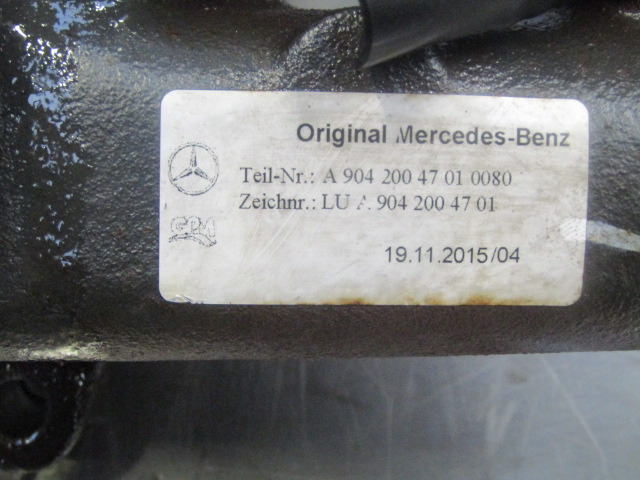 Original Mercedes-Benz
Teil-Nr.: A 904 200 47 01 0080
Zeichnr.: LU A 904 200 47 01
GPM
19.11.2015/04